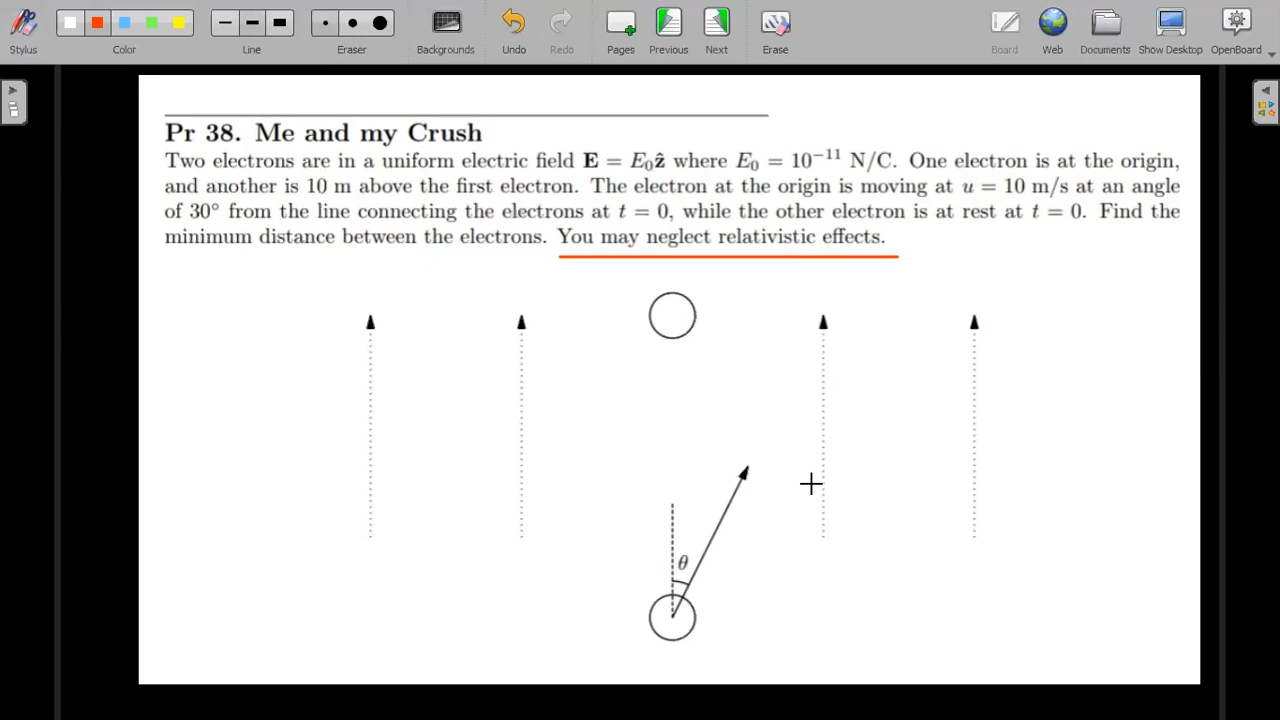 Stylus Color Line Eraser Backgrounds Undo Redo Pages Previous Next Erase Board Web Documents Show Desktop OpenBoard
Pr 38. Me and my Crush
Two electrons are in a uniform electric field E = E₀ẑ where E₀ = 10⁻¹¹ N/C. One electron is at the origin,
and another is 10 m above the first electron. The electron at the origin is moving at u = 10 m/s at an angle
of 30° from the line connecting the electrons at t = 0, while the other electron is at rest at t = 0. Find the
minimum distance between the electrons. You may neglect relativistic effects.
θ